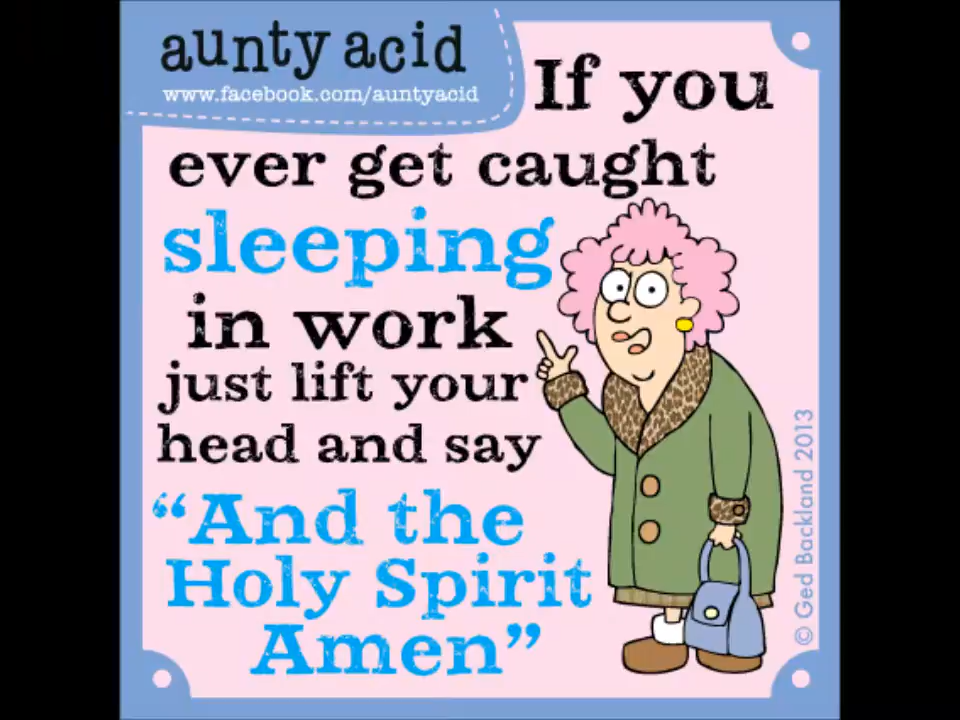 aunty acid
www.facebook.com/auntyacid
If you
ever get caught
sleeping
in work
just lift your
head and say
“And the
Holy Spirit
Amen”
© Ged Backland 2013